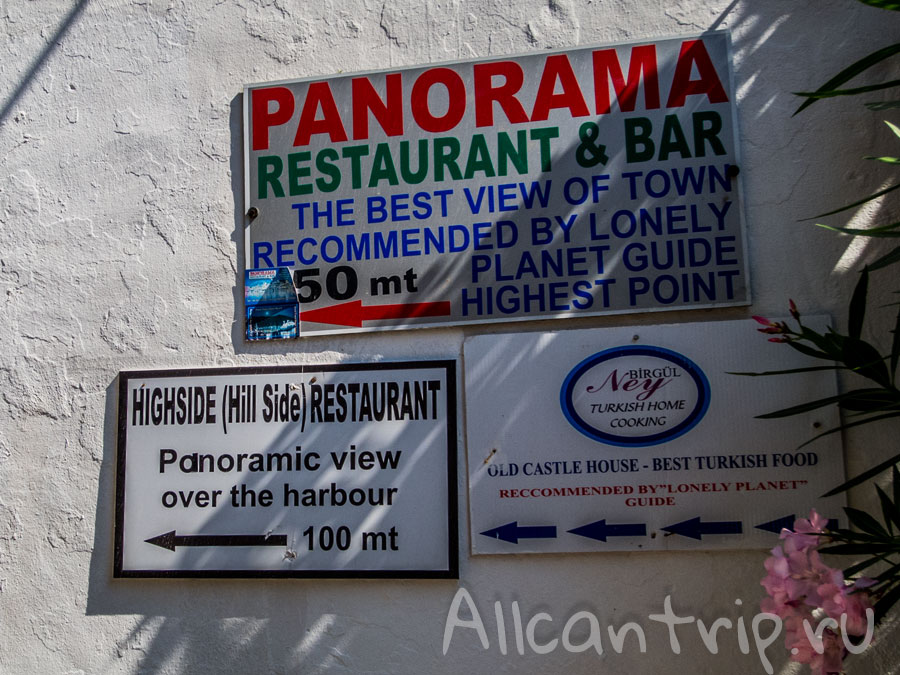 PANORAMA
RESTAURANT & BAR
THE BEST VIEW OF TOWN
RECOMMENDED BY LONELY
PLANET GUIDE
50 mt HIGHEST POINT
HIGHSIDE (Hill Side) RESTAURANT
Panoramic view
over the harbour
100 mt
BİRGÜL
Ney
TURKISH HOME
COOKING
OLD CASTLE HOUSE - BEST TURKISH FOOD
RECCOMMENDED BY"LONELY PLANET"
GUIDE
Allcantrip.ru